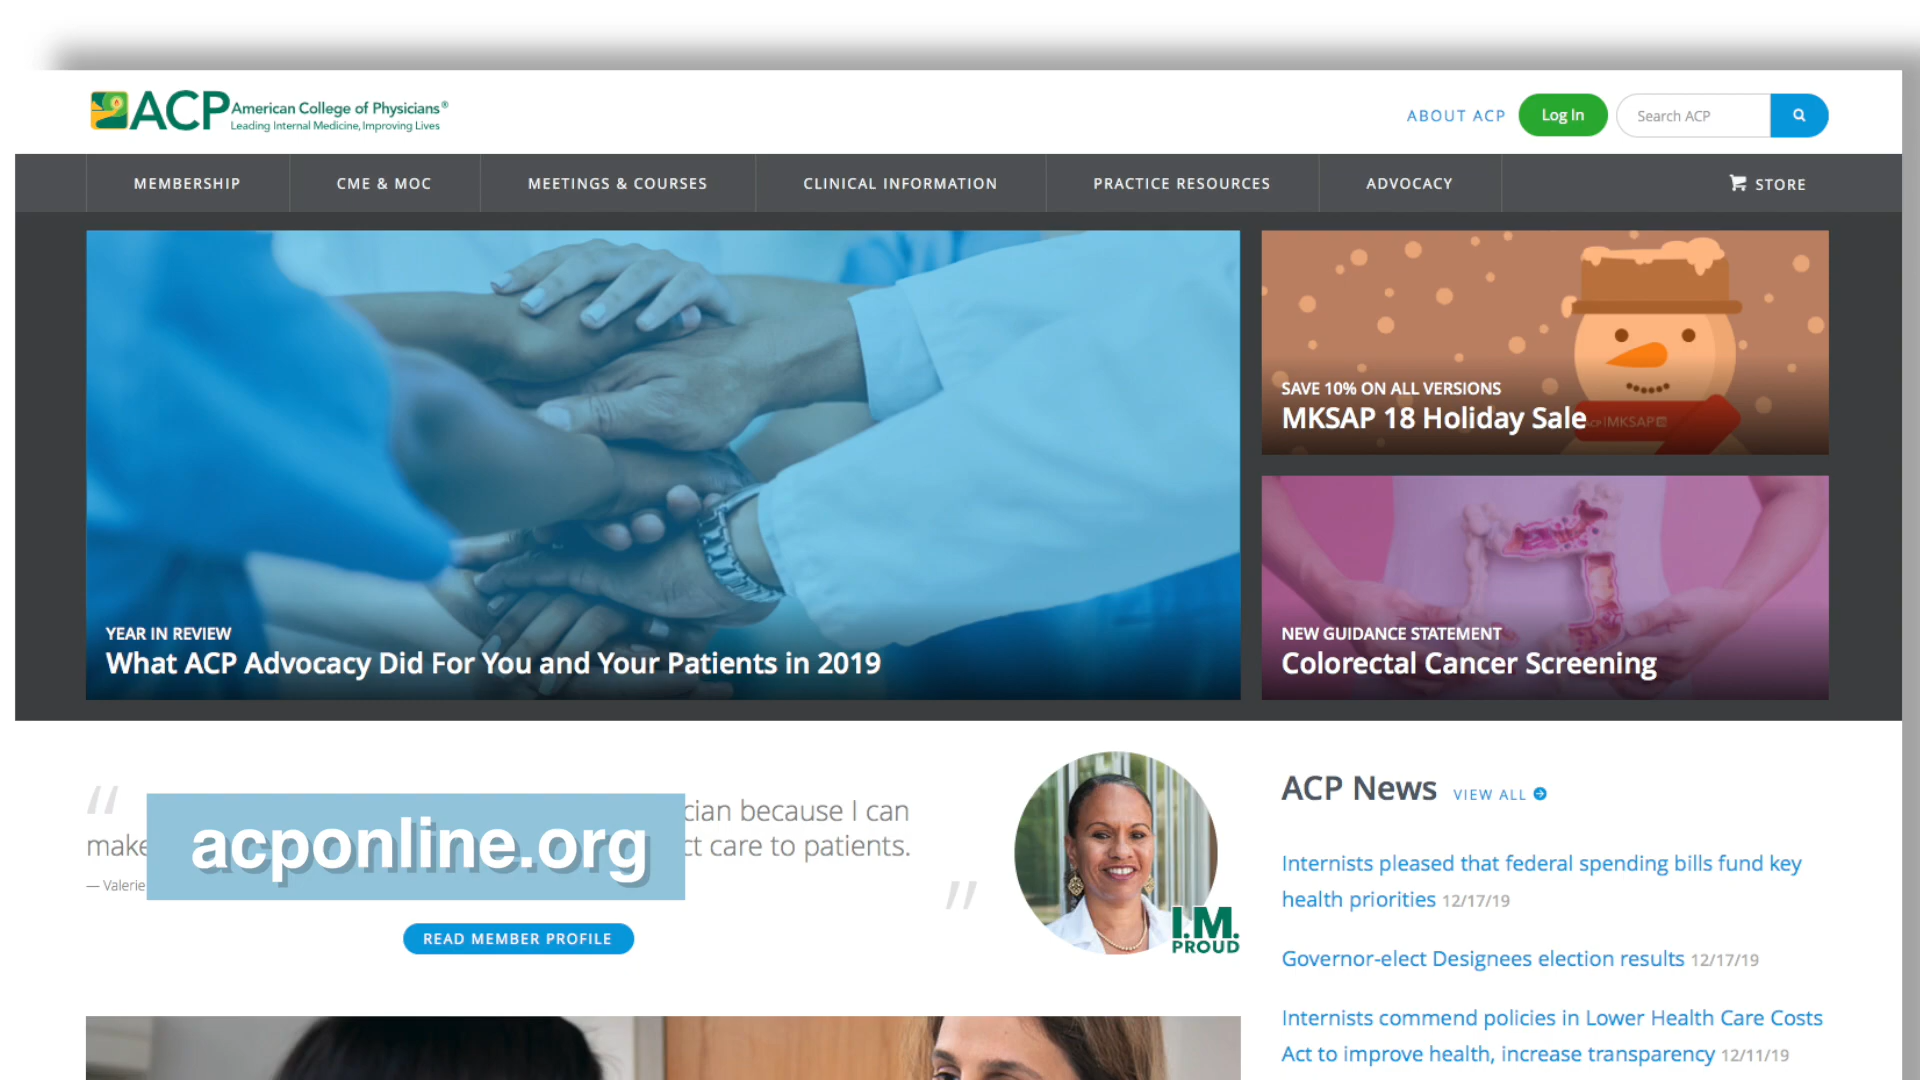 ACP American College of Physicians®
Leading Internal Medicine, Improving Lives
ABOUT ACP
Log In
Search ACP
MEMBERSHIP
CME & MOC
MEETINGS & COURSES
CLINICAL INFORMATION
PRACTICE RESOURCES
ADVOCACY
STORE
YEAR IN REVIEW
What ACP Advocacy Did For You and Your Patients in 2019
SAVE 10% ON ALL VERSIONS
MKSAP 18 Holiday Sale
MKSAP
NEW GUIDANCE STATEMENT
Colorectal Cancer Screening
“
because I can
make care to patients.
— Valerie
”
acponline.org
READ MEMBER PROFILE
I.M.
PROUD
ACP News VIEW ALL
Internists pleased that federal spending bills fund key
health priorities 12/17/19
Governor-elect Designees election results 12/17/19
Internists commend policies in Lower Health Care Costs
Act to improve health, increase transparency 12/11/19